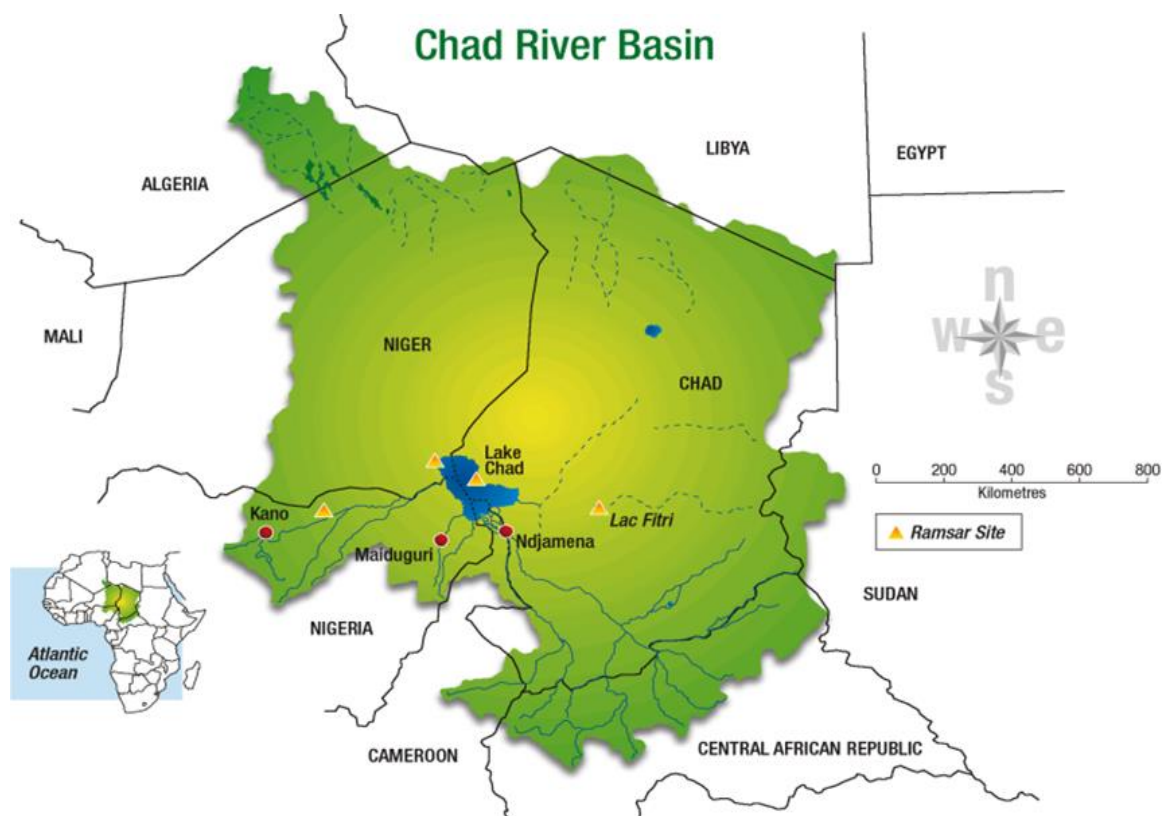 Chad River Basin
LIBYA
EGYPT
ALGERIA
n
w e
s
MALI
NIGER
CHAD
Lake
Chad
0 200 400 600 800
Kilometres
Kano
Lac Fitri
Ramsar Site
Maiduguri
Ndjamena
SUDAN
NIGERIA
Atlantic
Ocean
CAMEROON
CENTRAL AFRICAN REPUBLIC